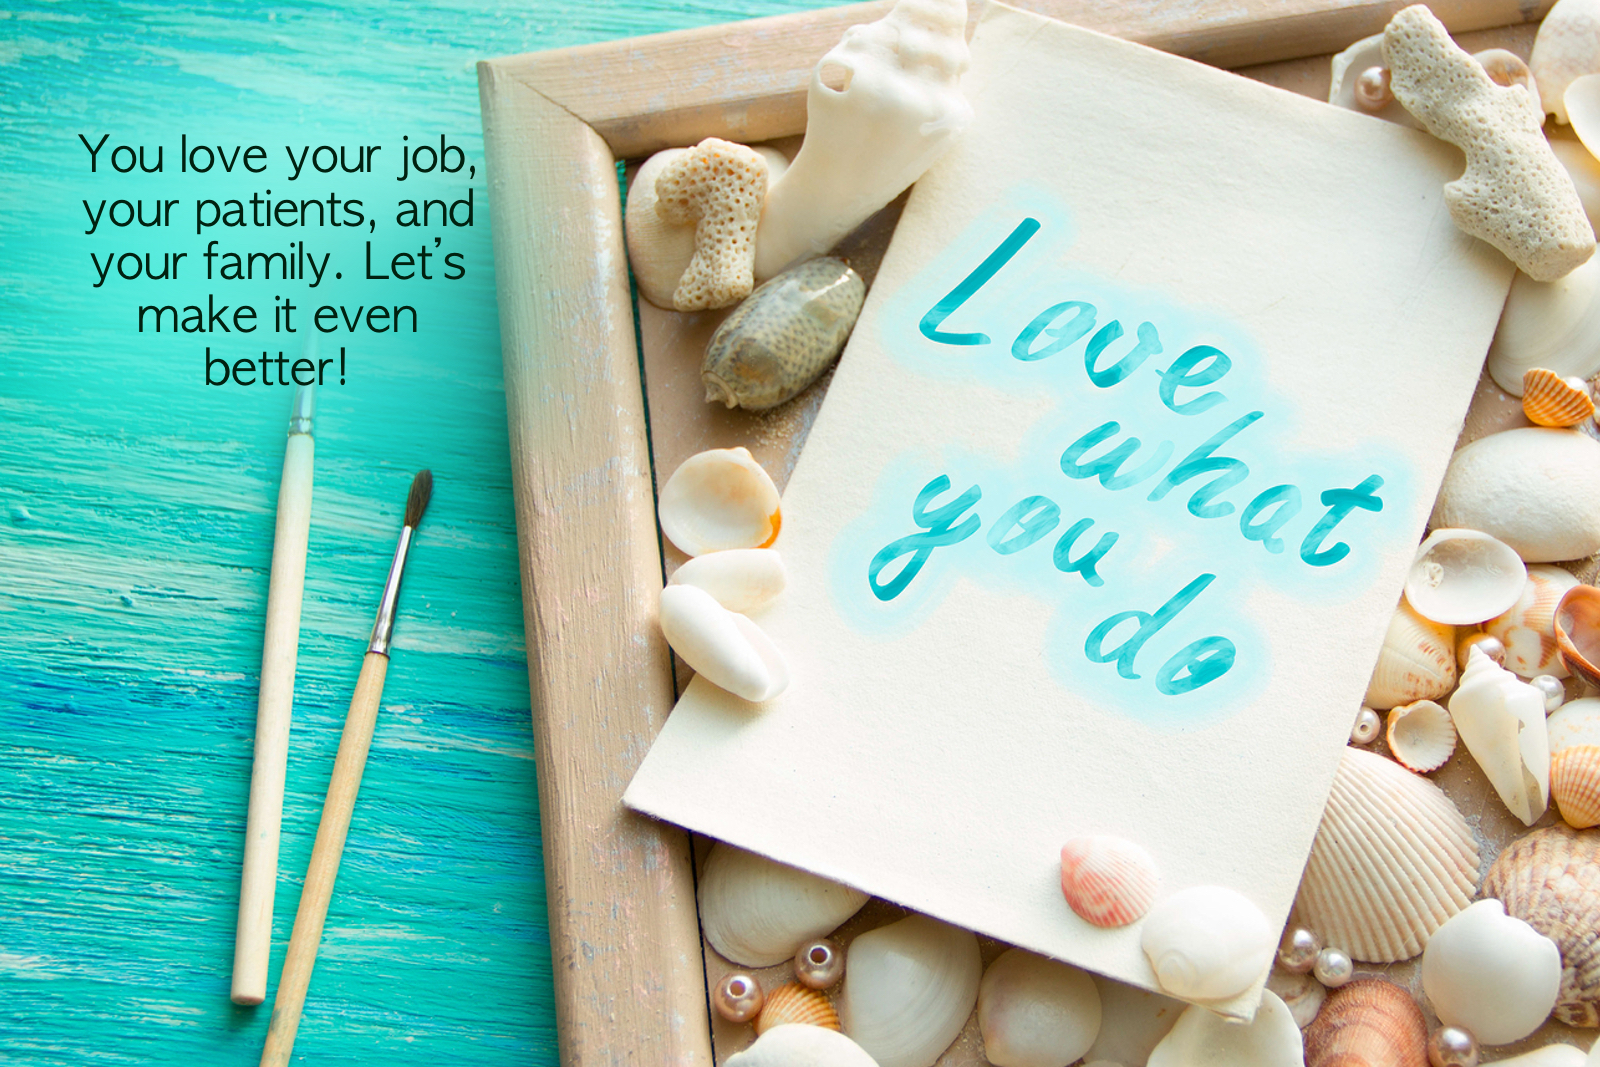 You love your job,
your patients, and
your family. Let's
make it even
better!
Love
what
you
do